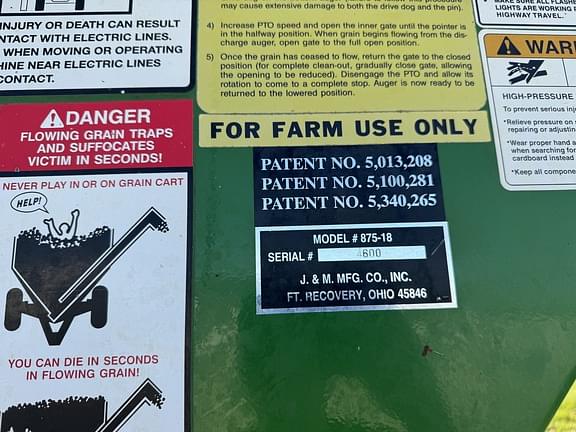 INJURY OR DEATH CAN RESULT
CONTACT WITH ELECTRIC LINES.
WHEN MOVING OR OPERATING
HINE NEAR ELECTRIC LINES
CONTACT.
DANGER
FLOWING GRAIN TRAPS
AND SUFFOCATES
VICTIM IN SECONDS!
NEVER PLAY IN OR ON GRAIN CART
HELP!
YOU CAN DIE IN SECONDS
IN FLOWING GRAIN!
may cause extensive damage to both the drive dog and the pin).
4) Increase PTO speed and open the inner gate until the pointer is
in the halfway position. When grain begins flowing from the dis-
charge auger, open gate to the full open position.
5) Once the grain has ceased to flow, return the gate to the closed
position (for complete clean-out, gradually close gate, allowing
the opening to be reduced). Disengage the PTO and allow its
rotation to come to a complete stop. Auger is now ready to be
returned to the lowered position.
FOR FARM USE ONLY
PATENT NO. 5,013,208
PATENT NO. 5,100,281
PATENT NO. 5,340,265
MODEL # 875-18
SERIAL # 4600
J. & M. MFG. CO., INC.
FT. RECOVERY, OHIO 45846
MAKE SURE ALL FLASH
LIGHTS ARE WORKING
HIGHWAY TRAVEL."
WAR
HIGH-PRESSURE
To prevent serious inj
*Relieve pressure on
repairing or adjustin
*Wear proper hand a
when searching for
cardboard instead
*Keep all compone